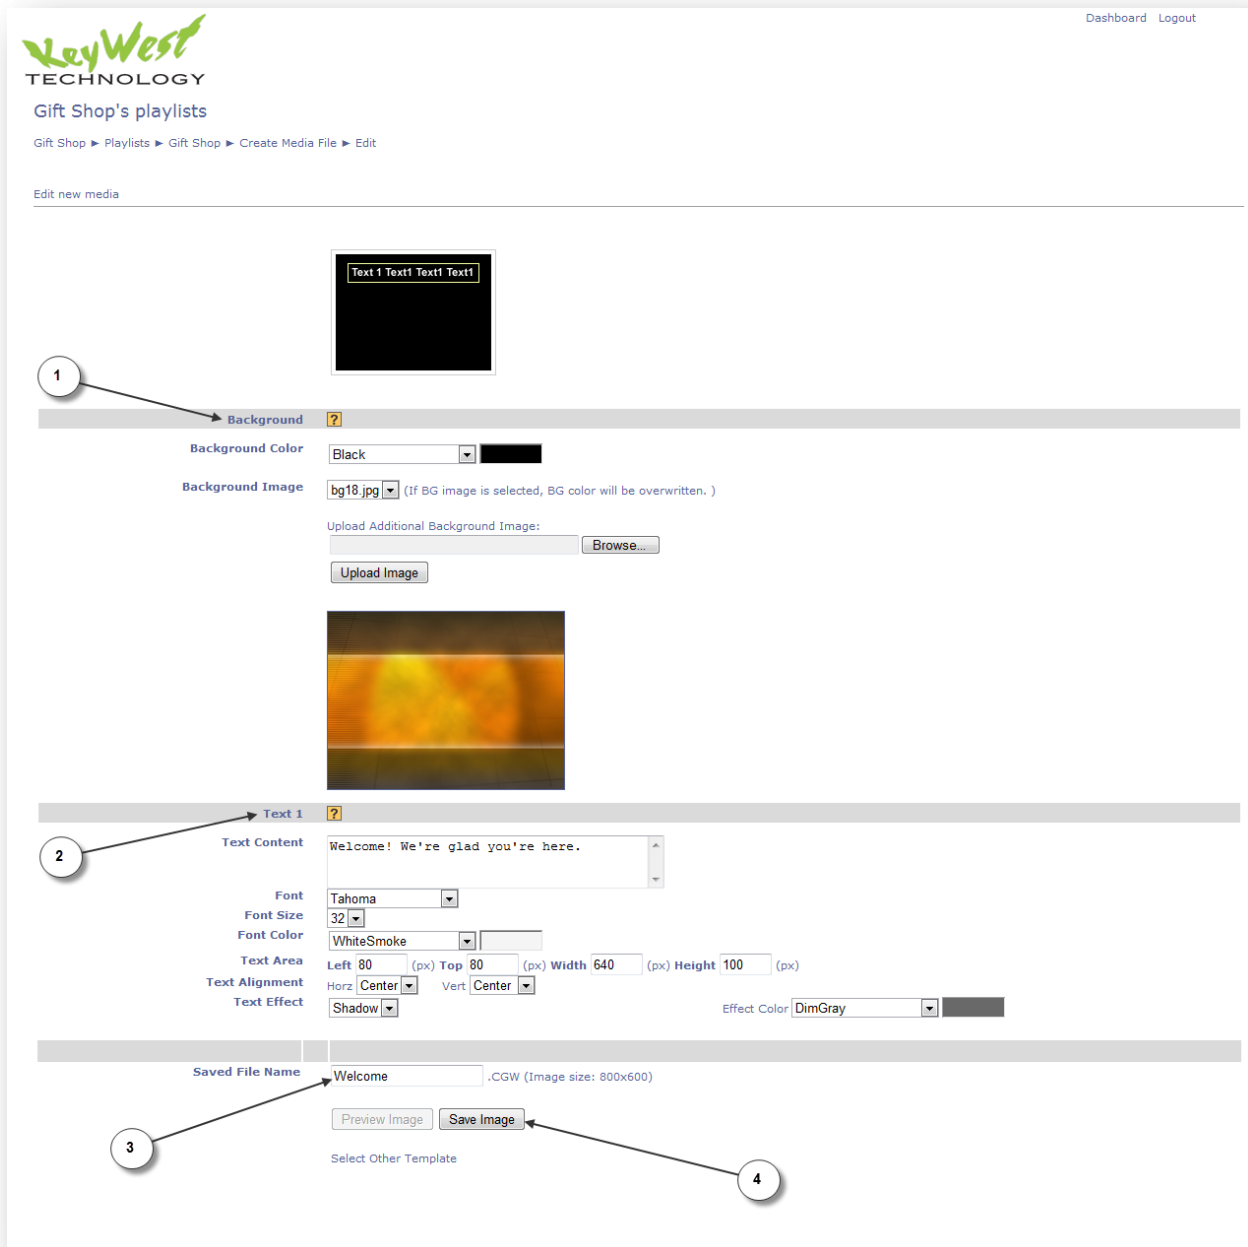 Dashboard Logout
KeyWest
TECHNOLOGY
Gift Shop's playlists
Gift Shop ► Playlists ► Gift Shop ► Create Media File ► Edit
Edit new media
Text 1 Text1 Text1 Text1
1
Background ?
Background Color Black
Background Image bg18.jpg (If BG image is selected, BG color will be overwritten. )
Upload Additional Background Image:
Browse...
Upload Image
Text 1 ?
2
Text Content Welcome! We're glad you're here.
Font Tahoma
Font Size 32
Font Color WhiteSmoke
Text Area Left 80 (px) Top 80 (px) Width 640 (px) Height 100 (px)
Text Alignment Horz Center Vert Center
Text Effect Shadow Effect Color DimGray
Saved File Name Welcome .CGW (Image size: 800x600)
Preview Image Save Image
3
Select Other Template
4